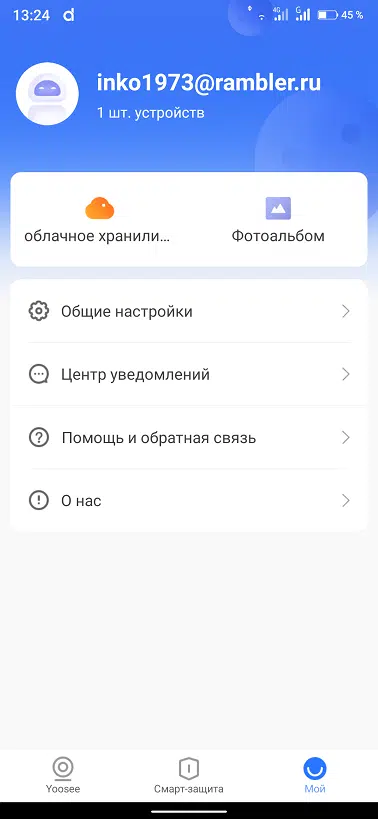 13:24 d 4G G 45 %
inko1973@rambler.ru
1 шт. устройств
облачное хранили... Фотоальбом
Общие настройки
Центр уведомлений
Помощь и обратная связь
О нас
Yoosee Смарт-защита Мой